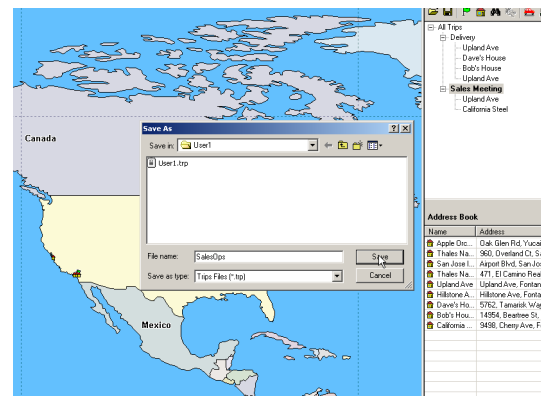 All Trips
Delivery
Upland Ave
Dave's House
Bob's House
Upland Ave
Sales Meeting
Upland Ave
California Steel
Canada
Mexico
Save As
Save in: User1
User1.trp
File name: SalesOps
Save
Save as type: Trips Files (*.trp)
Cancel
Address Book
Name Address
Apple Orc... Oak Glen Rd, Yucai
Thales Na... 960, Overland Ct, S
San Jose I... Airport Blvd, San Jo
Thales Na... 471, El Camino Real
Upland Ave Upland Ave, Fontan
Hillstone A... Hillstone Ave, Fonta
Dave's Ho... 5762, Tamarisk Way
Bob's Hou... 14954, Beartree St,
California ... 9498, Cherry Ave, F